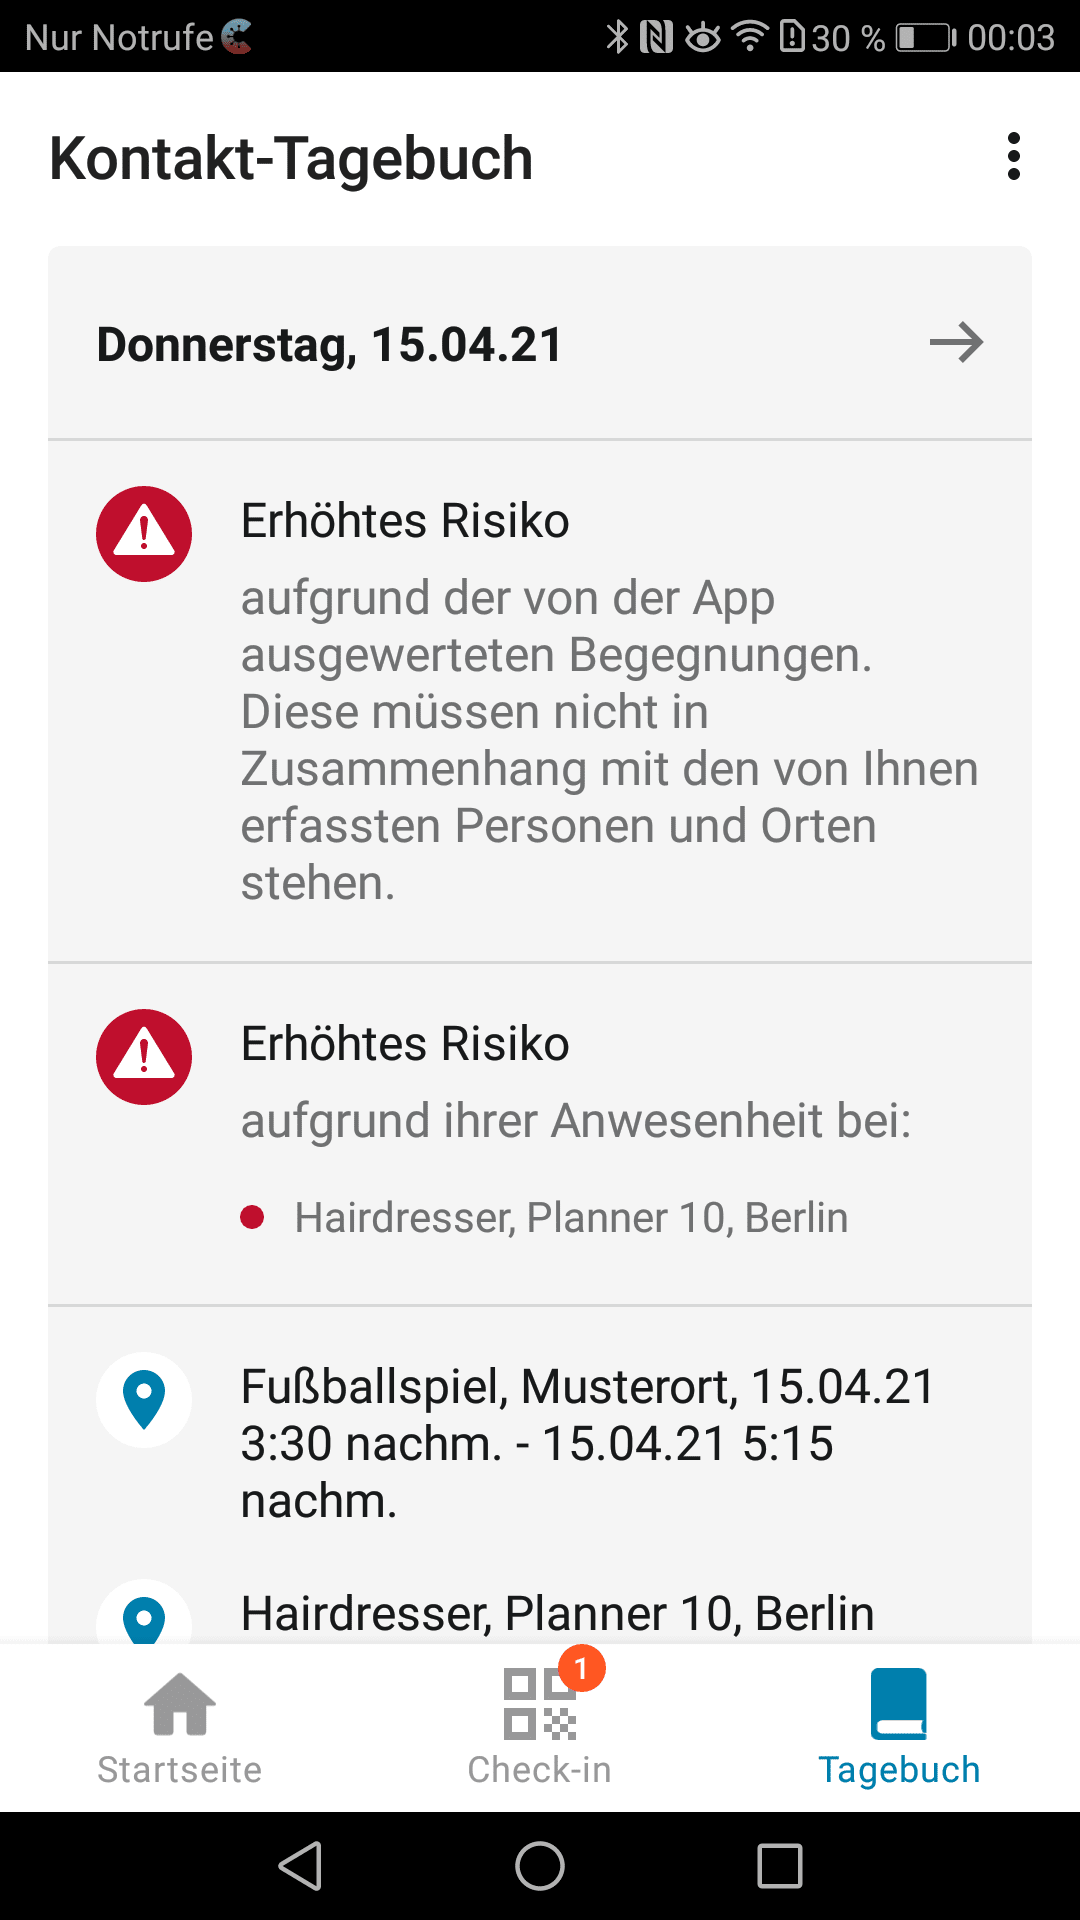 Nur Notrufe
30 %
00:03
Kontakt-Tagebuch
Donnerstag, 15.04.21
Erhöhtes Risiko
aufgrund der von der App
ausgewerteten Begegnungen.
Diese müssen nicht in
Zusammenhang mit den von Ihnen
erfassten Personen und Orten
stehen.
Erhöhtes Risiko
aufgrund ihrer Anwesenheit bei:
Hairdresser, Planner 10, Berlin
Fußballspiel, Musterort, 15.04.21
3:30 nachm. - 15.04.21 5:15
nachm.
Hairdresser, Planner 10, Berlin
1
Startseite
Check-in
Tagebuch